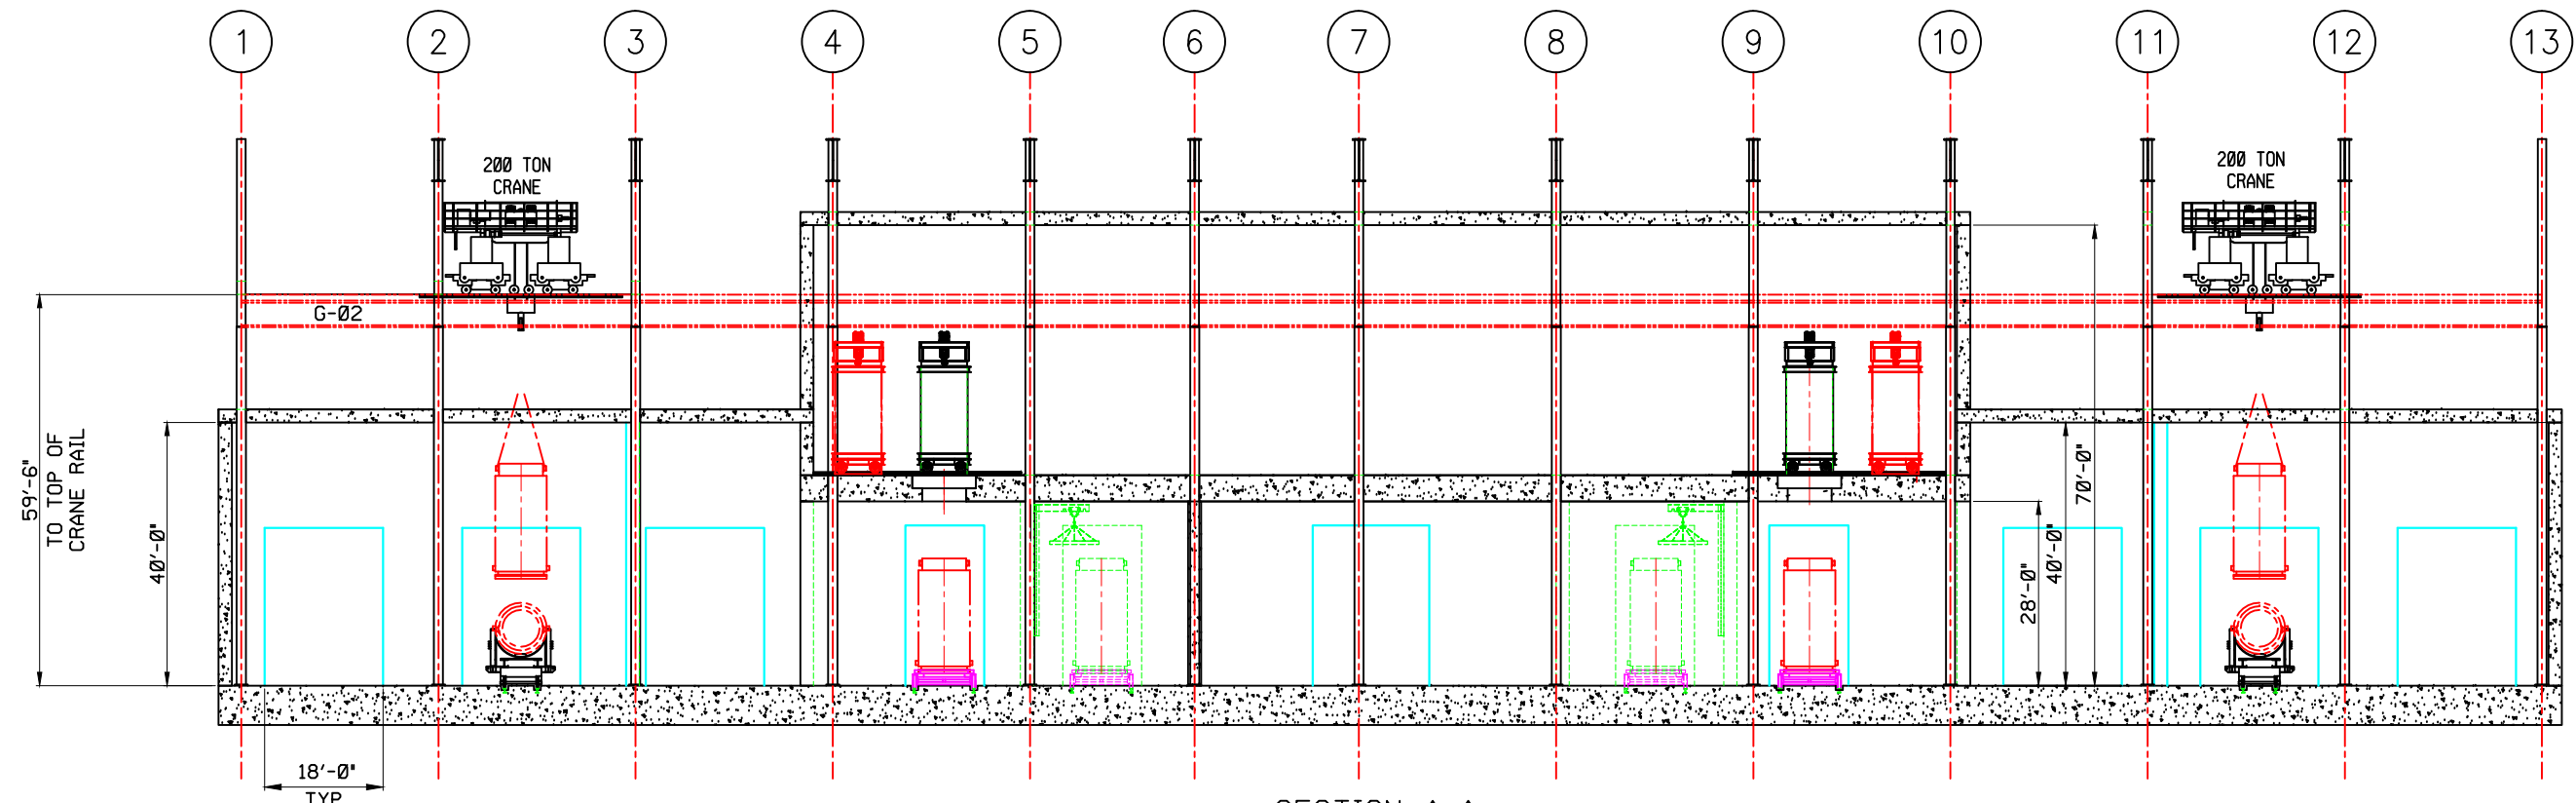 1 2 3 4 5 6 7 8 9 10 11 12 13
200 TON
CRANE
200 TON
CRANE
G-02
59'-6"
TO TOP OF
CRANE RAIL
40'-0"
70'-0"
40'-0"
28'-0"
18'-0"
TYP
SECTION A-A